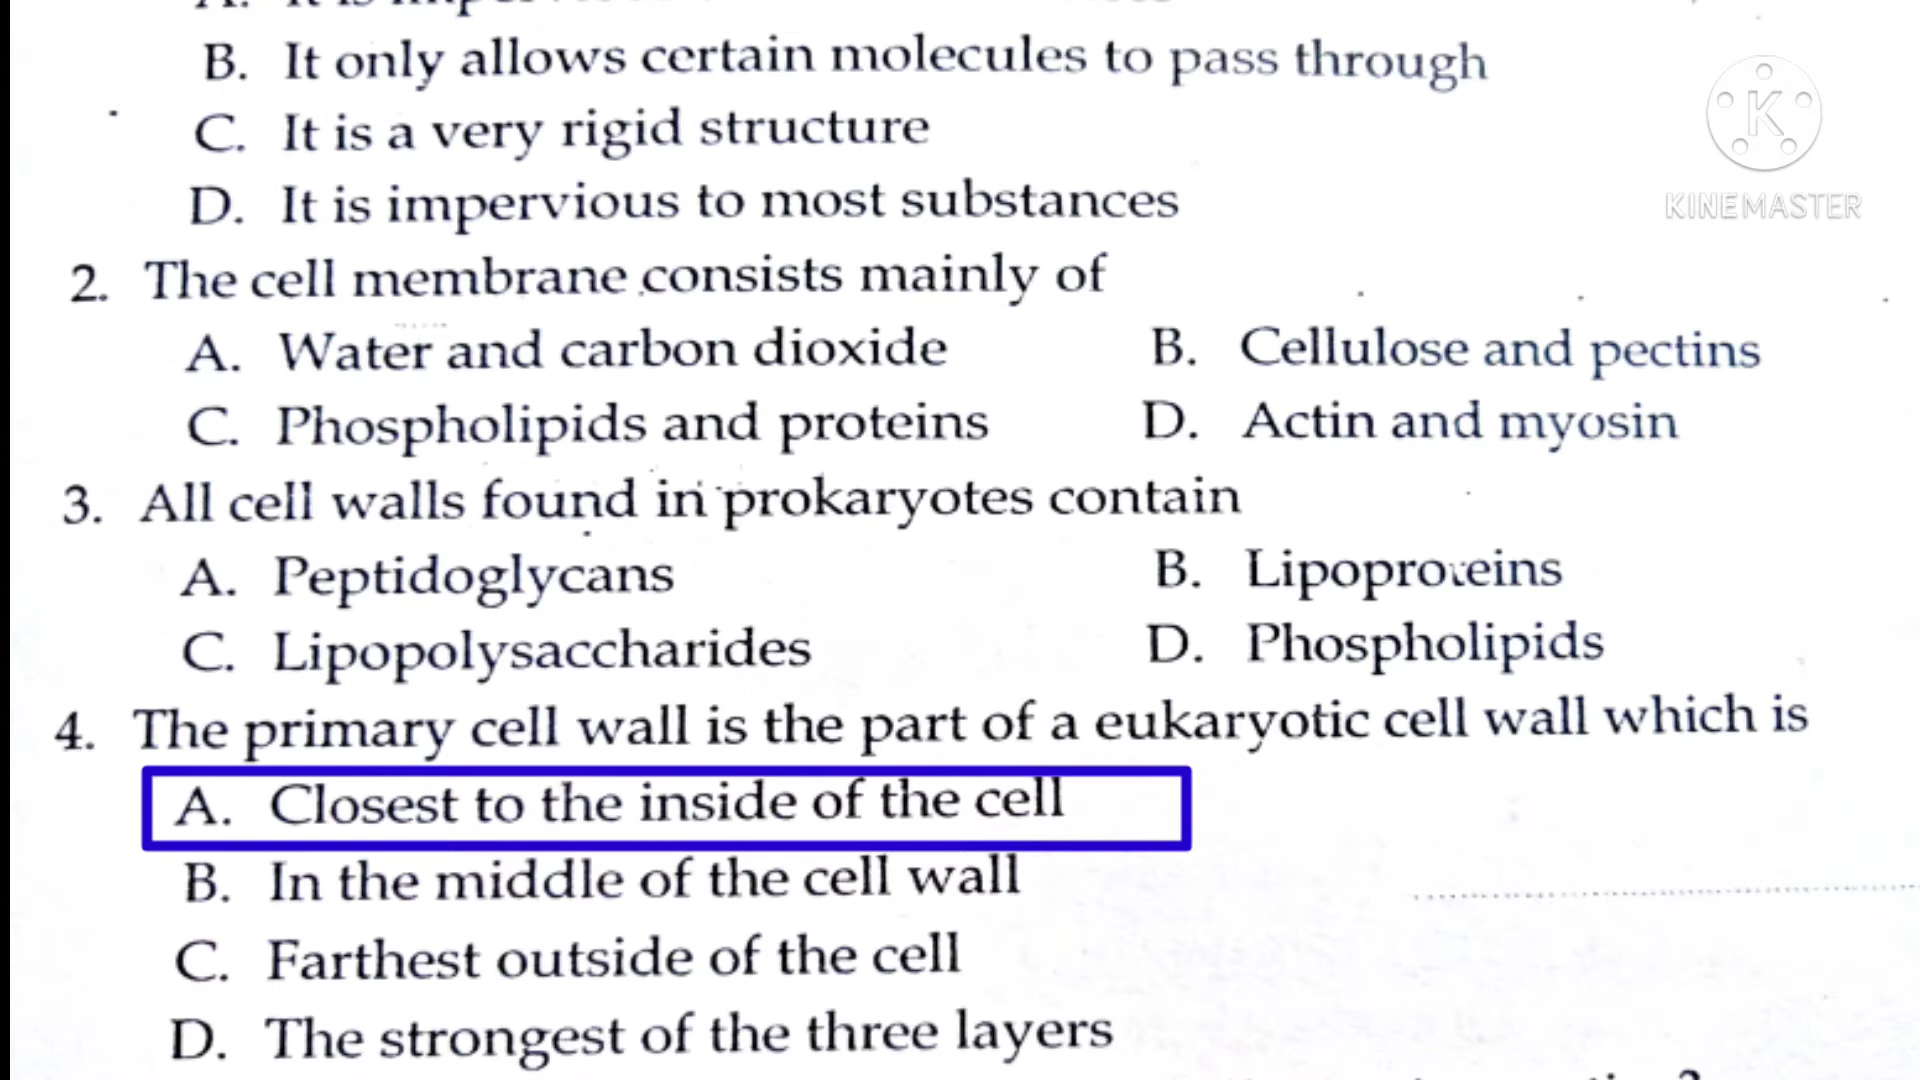 B. It only allows certain molecules to pass through
C. It is a very rigid structure
D. It is impervious to most substances
KINEMASTER
2. The cell membrane consists mainly of
A. Water and carbon dioxide B. Cellulose and pectins
C. Phospholipids and proteins D. Actin and myosin
3. All cell walls found in prokaryotes contain
A. Peptidoglycans B. Lipoproteins
C. Lipopolysaccharides D. Phospholipids
4. The primary cell wall is the part of a eukaryotic cell wall which is
A. Closest to the inside of the cell
B. In the middle of the cell wall
C. Farthest outside of the cell
D. The strongest of the three layers